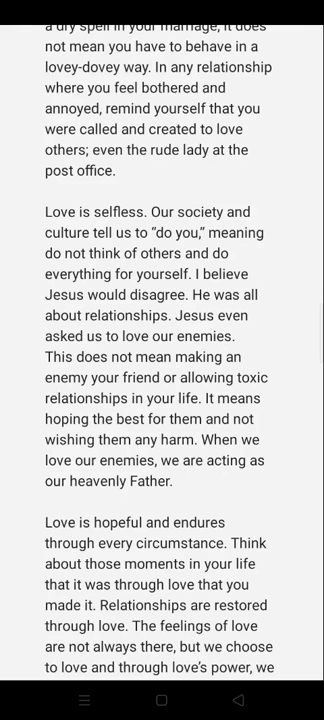 a dry spell in your marriage, it does
not mean you have to behave in a
lovey-dovey way. In any relationship
where you feel bothered and
annoyed, remind yourself that you
were called and created to love
others; even the rude lady at the
post office.
Love is selfless. Our society and
culture tell us to “do you,” meaning
do not think of others and do
everything for yourself. I believe
Jesus would disagree. He was all
about relationships. Jesus even
asked us to love our enemies.
This does not mean making an
enemy your friend or allowing toxic
relationships in your life. It means
hoping the best for them and not
wishing them any harm. When we
love our enemies, we are acting as
our heavenly Father.
Love is hopeful and endures
through every circumstance. Think
about those moments in your life
that it was through love that you
made it. Relationships are restored
through love. The feelings of love
are not always there, but we choose
to love and through love’s power, we